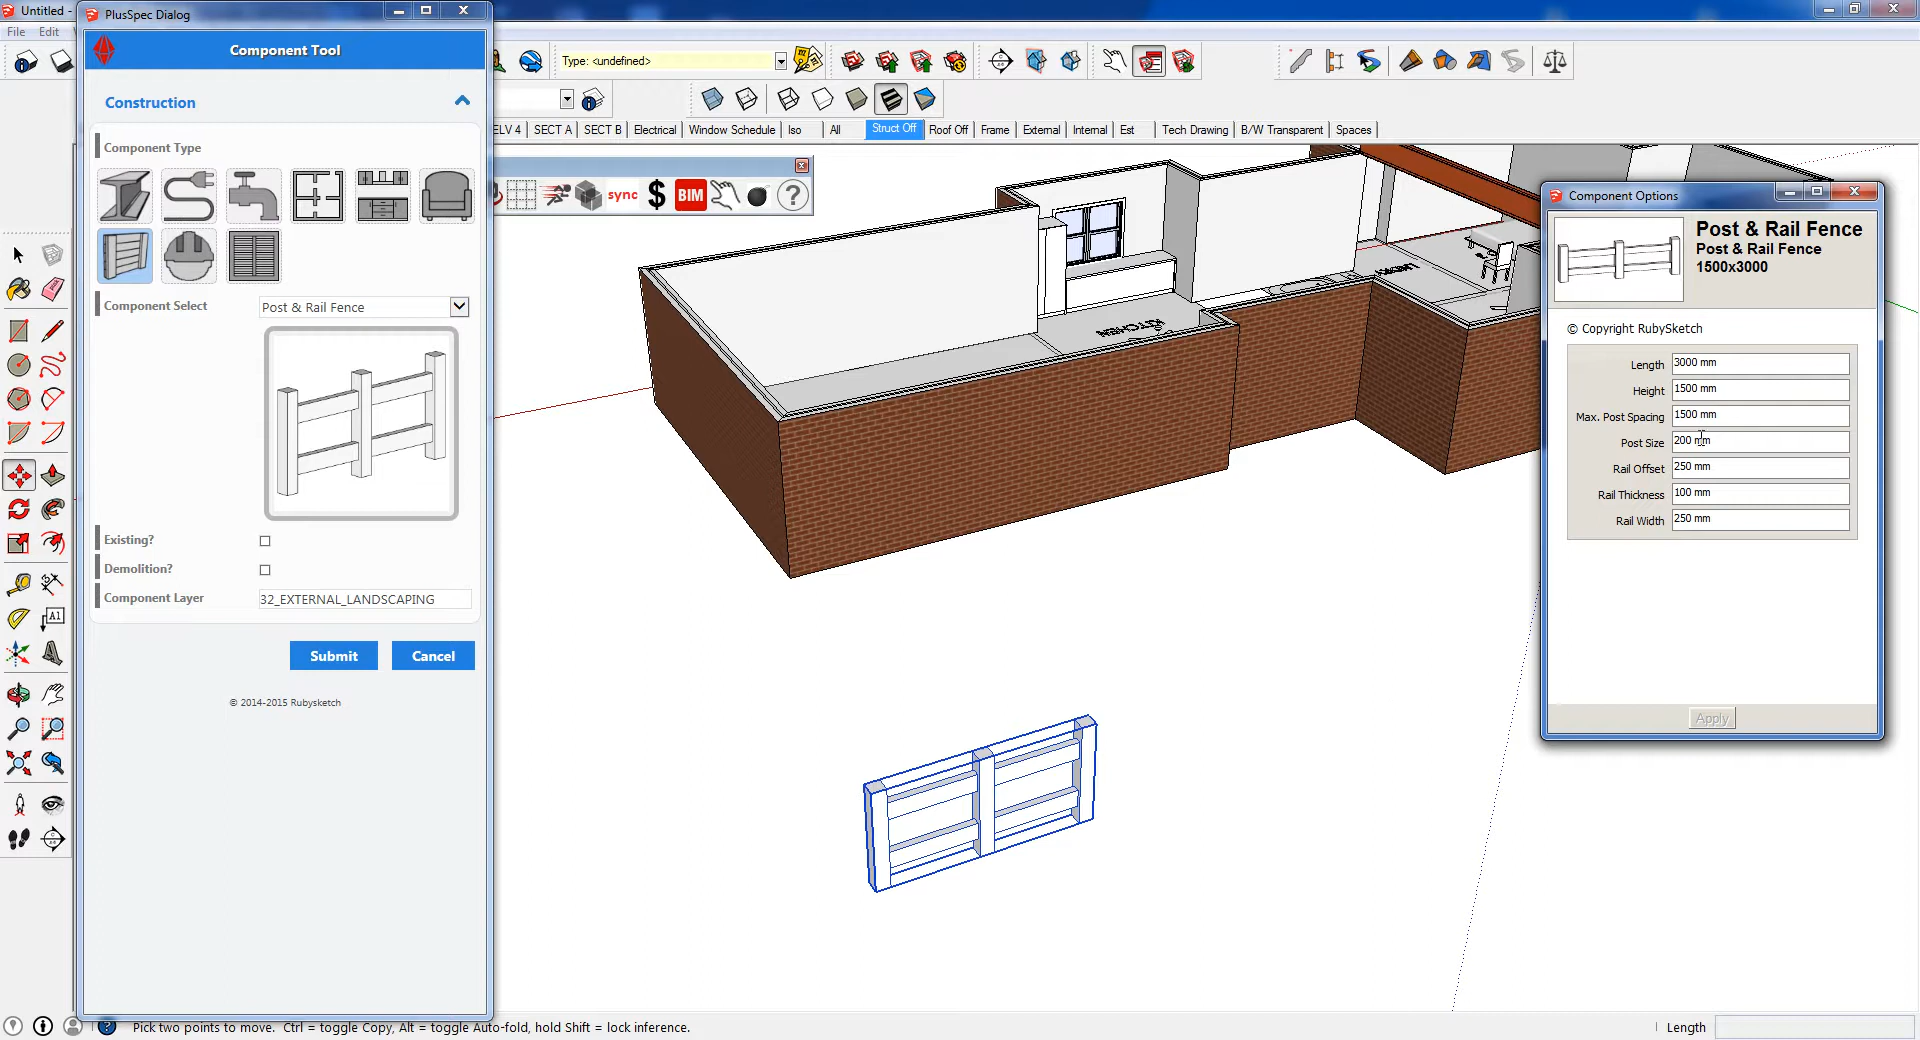 Untitled -
PlusSpec Dialog
File Edit
Component Tool
Type: <undefined>
Construction
ELV 4 SECT A SECT B Electrical Window Schedule Iso All Struct Off Roof Off Frame External Internal Est Tech Drawing B/W Transparent Spaces
Component Type
sync $ BIM ?
Component Options
Post & Rail Fence
Post & Rail Fence
1500x3000
© Copyright RubySketch
Length 3000 mm
Height 1500 mm
Max. Post Spacing 1500 mm
Post Size 200 mm
Rail Offset 250 mm
Rail Thickness 100 mm
Rail Width 250 mm
Apply
KITCHEN
Component Select Post & Rail Fence
Existing?
Demolition?
Component Layer 32_EXTERNAL_LANDSCAPING
Submit Cancel
© 2014-2015 Rubysketch
A1
Pick two points to move. Ctrl = toggle Copy, Alt = toggle Auto-fold, hold Shift = lock inference.
Length